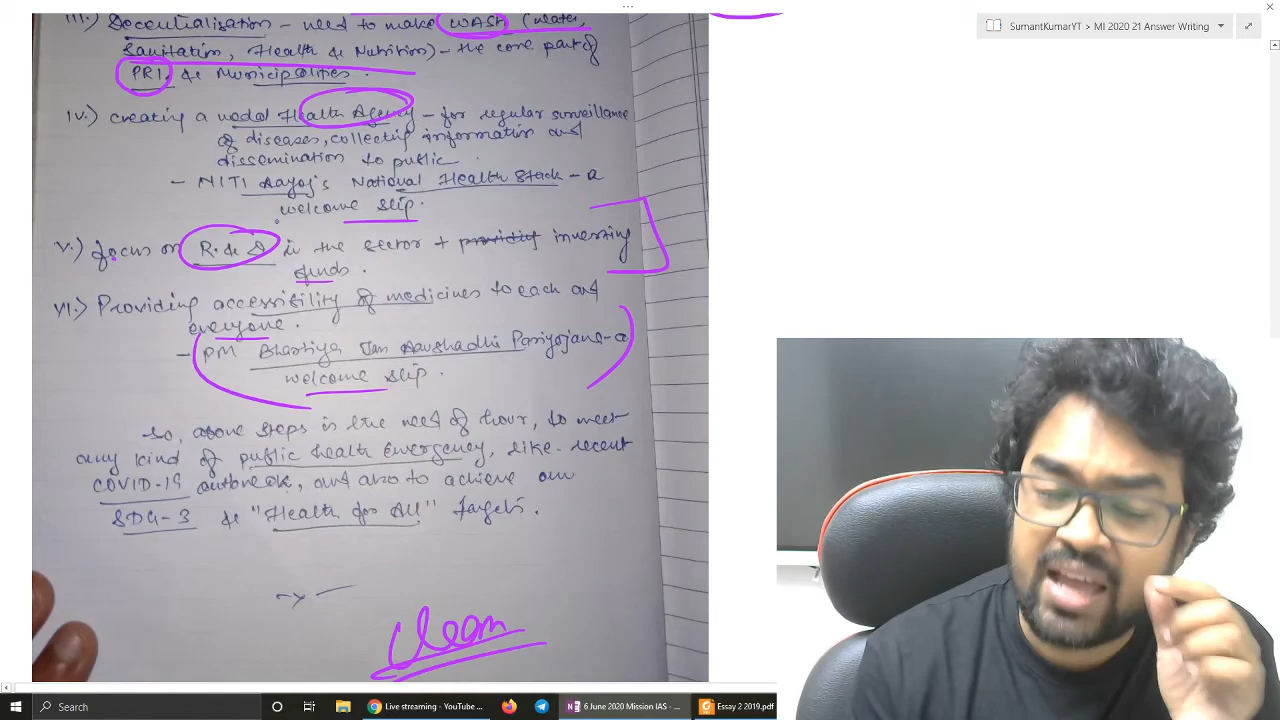 III.) Decentralisation - need to make WASH (Water,
Sanitation, Health & Nutrition) - the core part of
PRI & Municipalities.
IV.) creating a nodal Health Agency - for regular surveillance
of diseases, collecting information and
dissemination to public.
- NITI Aayog's National Health Stack - a
welcome step.
V.) focus on R. & D in the sector + providing investing
funds.
VI.) Providing accessibility of medicines to each and
everyone.
- PM Bhartiya Jan Aaushadhi Pariyojana - a
welcome step.
So, above steps is the need of hour, to meet
any kind of public health Emergency, like recent
COVID-19 outbreak, and also to achieve our
SDG-3 & "Health for All" Targets.
-x-
Clean
SumantKumarYT > MI 2020 21 Answer Writing
Search
Live streaming - YouTube ...
6 June 2020 Mission IAS - ...
Essay 2 2019.pdf